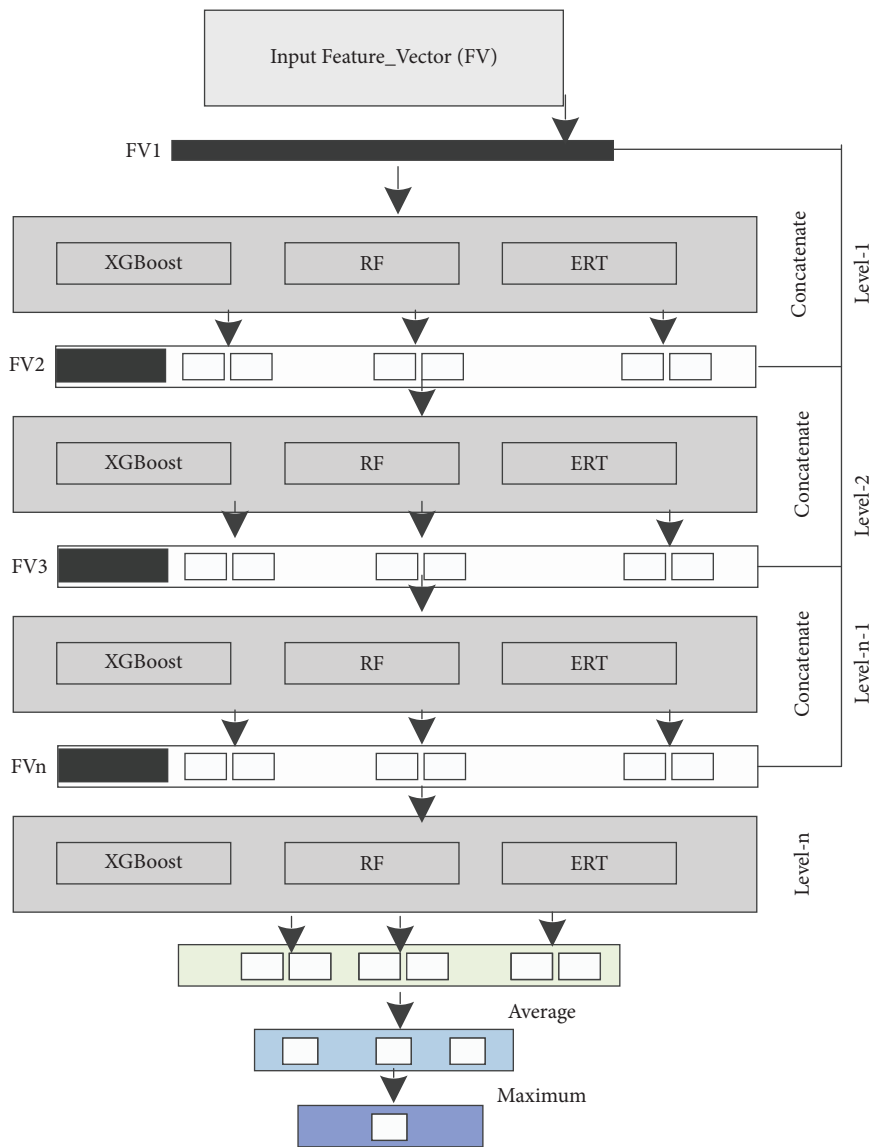 Input Feature_Vector (FV)
FV1
XGBoost
RF
ERT
Concatenate
Level-1
FV2
XGBoost
RF
ERT
Concatenate
Level-2
FV3
XGBoost
RF
ERT
Concatenate
Level-n-1
FVn
XGBoost
RF
ERT
Level-n
Average
Maximum